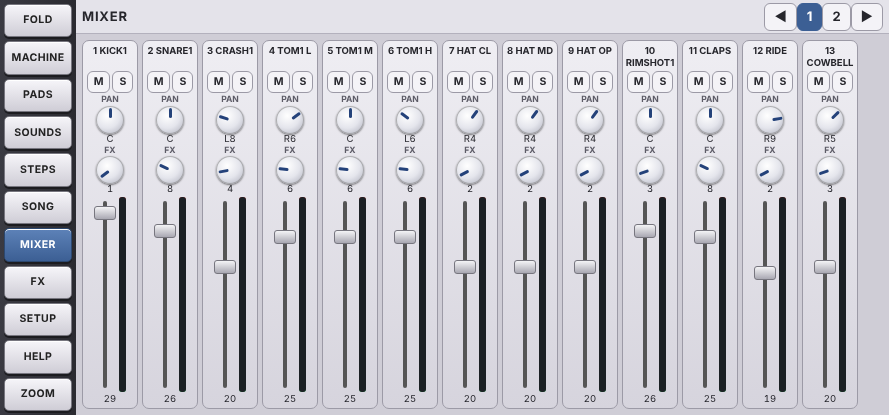 FOLD
MACHINE
PADS
SOUNDS
STEPS
SONG
MIXER
FX
SETUP
HELP
ZOOM
MIXER
◀ 1 2 ▶
1 KICK1
M S
PAN
C
FX
1
29
2 SNARE1
M S
PAN
C
FX
8
26
3 CRASH1
M S
PAN
L8
FX
4
20
4 TOM1 L
M S
PAN
R6
FX
6
25
5 TOM1 M
M S
PAN
C
FX
6
25
6 TOM1 H
M S
PAN
L6
FX
6
25
7 HAT CL
M S
PAN
R4
FX
2
20
8 HAT MD
M S
PAN
R4
FX
2
20
9 HAT OP
M S
PAN
R4
FX
2
20
10
RIMSHOT1
M S
PAN
C
FX
3
26
11 CLAPS
M S
PAN
C
FX
8
25
12 RIDE
M S
PAN
R9
FX
2
19
13
COWBELL
M S
PAN
R5
FX
3
20